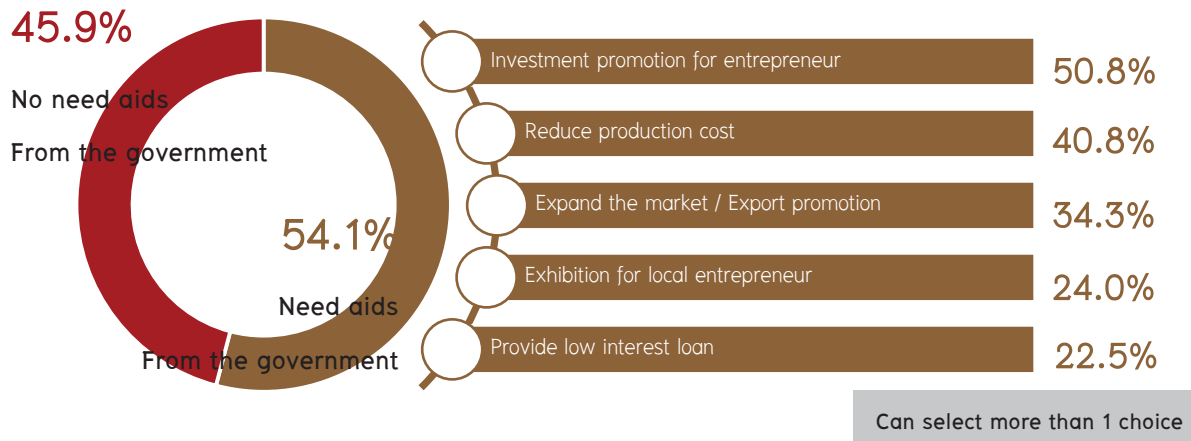 45.9%
No need aids
From the government
54.1%
Need aids
From the government
Investment promotion for entrepreneur
50.8%
Reduce production cost
40.8%
Expand the market / Export promotion
34.3%
Exhibition for local entrepreneur
24.0%
Provide low interest loan
22.5%
Can select more than 1 choice